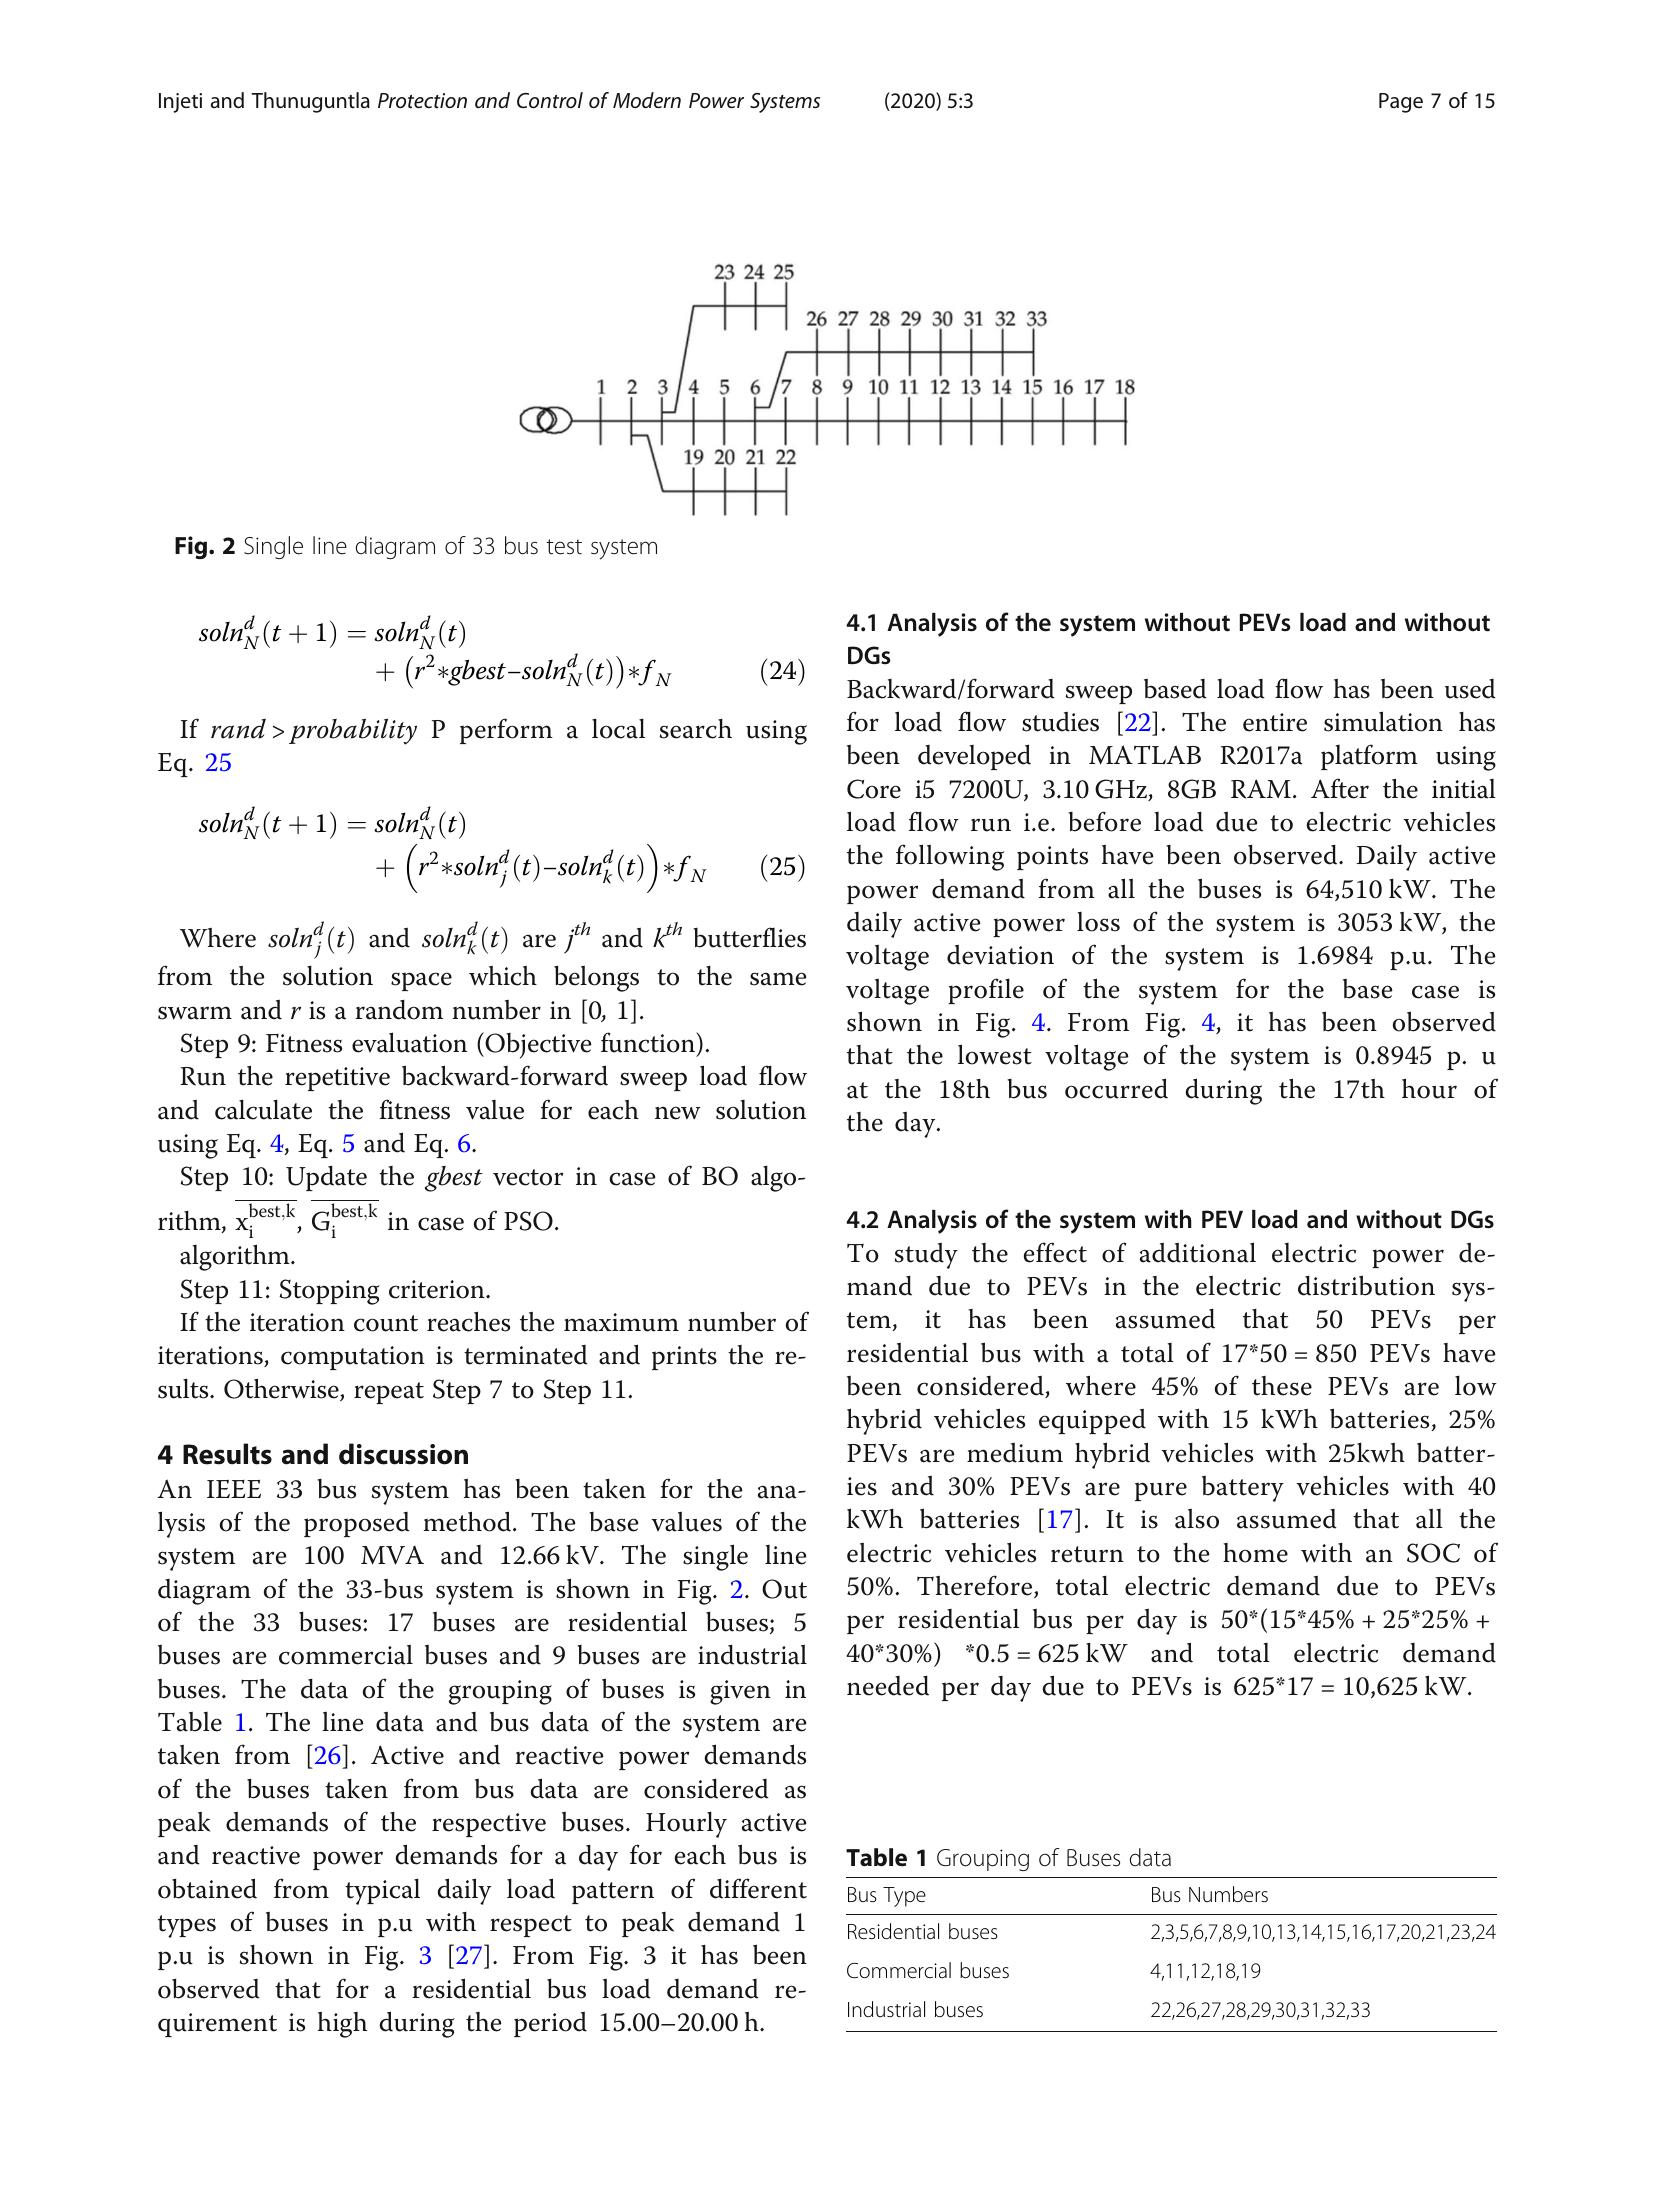 Injeti and Thunuguntla Protection and Control of Modern Power Systems (2020) 5:3 Page 7 of 15
23 24 25
26 27 28 29 30 31 32 33
1 2 3 4 5 6 7 8 9 10 11 12 13 14 15 16 17 18
19 20 21 22
Fig. 2 Single line diagram of 33 bus test system
soln_N^d(t + 1) = soln_N^d(t)
+ (r²*gbest–soln_N^d(t))*f_N (24)
If rand > probability P perform a local search using
Eq. 25
soln_N^d(t + 1) = soln_N^d(t)
+ (r²*soln_j^d(t)–soln_k^d(t))*f_N (25)
Where soln_j^d(t) and soln_k^d(t) are j^th and k^th butterflies
from the solution space which belongs to the same
swarm and r is a random number in [0, 1].
Step 9: Fitness evaluation (Objective function).
Run the repetitive backward-forward sweep load flow
and calculate the fitness value for each new solution
using Eq. 4, Eq. 5 and Eq. 6.
Step 10: Update the gbest vector in case of BO algo-
rithm, x_i^best,k, G_i^best,k in case of PSO.
algorithm.
Step 11: Stopping criterion.
If the iteration count reaches the maximum number of
iterations, computation is terminated and prints the re-
sults. Otherwise, repeat Step 7 to Step 11.
4 Results and discussion
An IEEE 33 bus system has been taken for the ana-
lysis of the proposed method. The base values of the
system are 100 MVA and 12.66 kV. The single line
diagram of the 33-bus system is shown in Fig. 2. Out
of the 33 buses: 17 buses are residential buses; 5
buses are commercial buses and 9 buses are industrial
buses. The data of the grouping of buses is given in
Table 1. The line data and bus data of the system are
taken from [26]. Active and reactive power demands
of the buses taken from bus data are considered as
peak demands of the respective buses. Hourly active
and reactive power demands for a day for each bus is
obtained from typical daily load pattern of different
types of buses in p.u with respect to peak demand 1
p.u is shown in Fig. 3 [27]. From Fig. 3 it has been
observed that for a residential bus load demand re-
quirement is high during the period 15.00–20.00 h.
4.1 Analysis of the system without PEVs load and without
DGs
Backward/forward sweep based load flow has been used
for load flow studies [22]. The entire simulation has
been developed in MATLAB R2017a platform using
Core i5 7200U, 3.10 GHz, 8GB RAM. After the initial
load flow run i.e. before load due to electric vehicles
the following points have been observed. Daily active
power demand from all the buses is 64,510 kW. The
daily active power loss of the system is 3053 kW, the
voltage deviation of the system is 1.6984 p.u. The
voltage profile of the system for the base case is
shown in Fig. 4. From Fig. 4, it has been observed
that the lowest voltage of the system is 0.8945 p. u
at the 18th bus occurred during the 17th hour of
the day.
4.2 Analysis of the system with PEV load and without DGs
To study the effect of additional electric power de-
mand due to PEVs in the electric distribution sys-
tem, it has been assumed that 50 PEVs per
residential bus with a total of 17*50 = 850 PEVs have
been considered, where 45% of these PEVs are low
hybrid vehicles equipped with 15 kWh batteries, 25%
PEVs are medium hybrid vehicles with 25kwh batter-
ies and 30% PEVs are pure battery vehicles with 40
kWh batteries [17]. It is also assumed that all the
electric vehicles return to the home with an SOC of
50%. Therefore, total electric demand due to PEVs
per residential bus per day is 50*(15*45% + 25*25% +
40*30%) *0.5 = 625 kW and total electric demand
needed per day due to PEVs is 625*17 = 10,625 kW.
Table 1 Grouping of Buses data
Bus Type Bus Numbers
Residential buses 2,3,5,6,7,8,9,10,13,14,15,16,17,20,21,23,24
Commercial buses 4,11,12,18,19
Industrial buses 22,26,27,28,29,30,31,32,33